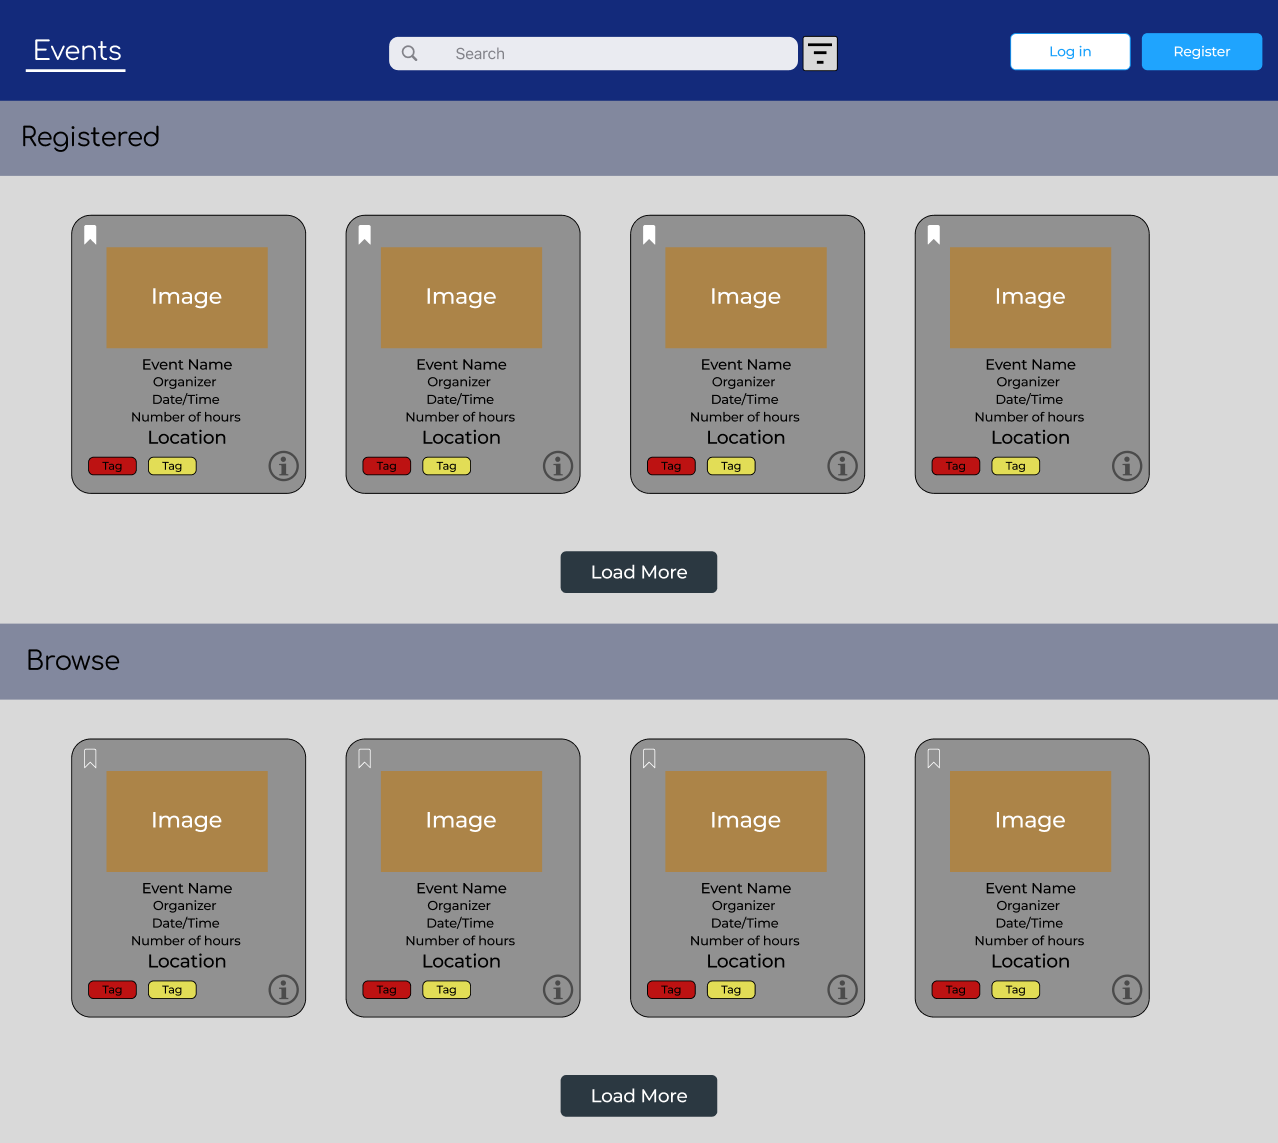 Events
Search
Log in
Register
Registered
Image
Image
Image
Image
Event Name
Event Name
Event Name
Event Name
Organizer
Organizer
Organizer
Organizer
Date/Time
Date/Time
Date/Time
Date/Time
Number of hours
Number of hours
Number of hours
Number of hours
Location
Location
Location
Location
Tag
Tag
Tag
Tag
Tag
Tag
Tag
Tag
Load More
Browse
Image
Image
Image
Image
Event Name
Event Name
Event Name
Event Name
Organizer
Organizer
Organizer
Organizer
Date/Time
Date/Time
Date/Time
Date/Time
Number of hours
Number of hours
Number of hours
Number of hours
Location
Location
Location
Location
Tag
Tag
Tag
Tag
Tag
Tag
Tag
Tag
Load More